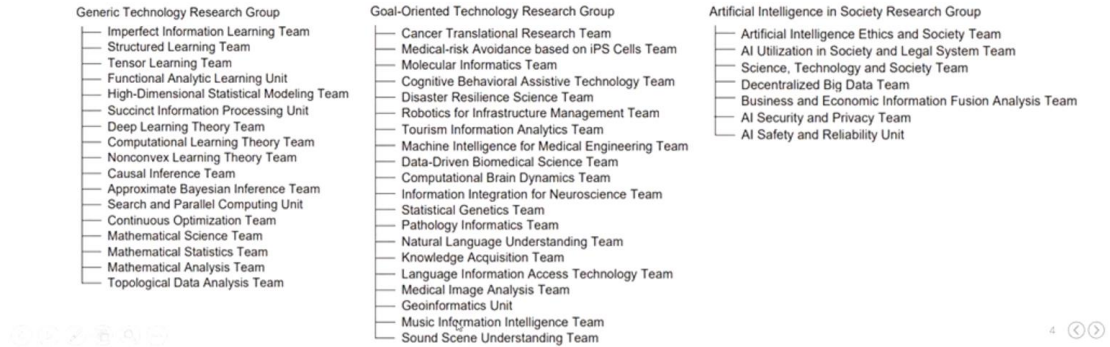 Generic Technology Research Group
Imperfect Information Learning Team
Structured Learning Team
Tensor Learning Team
Functional Analytic Learning Unit
High-Dimensional Statistical Modeling Team
Succinct Information Processing Unit
Deep Learning Theory Team
Computational Learning Theory Team
Nonconvex Learning Theory Team
Causal Inference Team
Approximate Bayesian Inference Team
Search and Parallel Computing Unit
Continuous Optimization Team
Mathematical Science Team
Mathematical Statistics Team
Mathematical Analysis Team
Topological Data Analysis Team
Goal-Oriented Technology Research Group
Cancer Translational Research Team
Medical-risk Avoidance based on iPS Cells Team
Molecular Informatics Team
Cognitive Behavioral Assistive Technology Team
Disaster Resilience Science Team
Robotics for Infrastructure Management Team
Tourism Information Analytics Team
Machine Intelligence for Medical Engineering Team
Data-Driven Biomedical Science Team
Computational Brain Dynamics Team
Information Integration for Neuroscience Team
Statistical Genetics Team
Pathology Informatics Team
Natural Language Understanding Team
Knowledge Acquisition Team
Language Information Access Technology Team
Medical Image Analysis Team
Geoinformatics Unit
Music Information Intelligence Team
Sound Scene Understanding Team
Artificial Intelligence in Society Research Group
Artificial Intelligence Ethics and Society Team
AI Utilization in Society and Legal System Team
Science, Technology and Society Team
Decentralized Big Data Team
Business and Economic Information Fusion Analysis Team
AI Security and Privacy Team
AI Safety and Reliability Unit
4